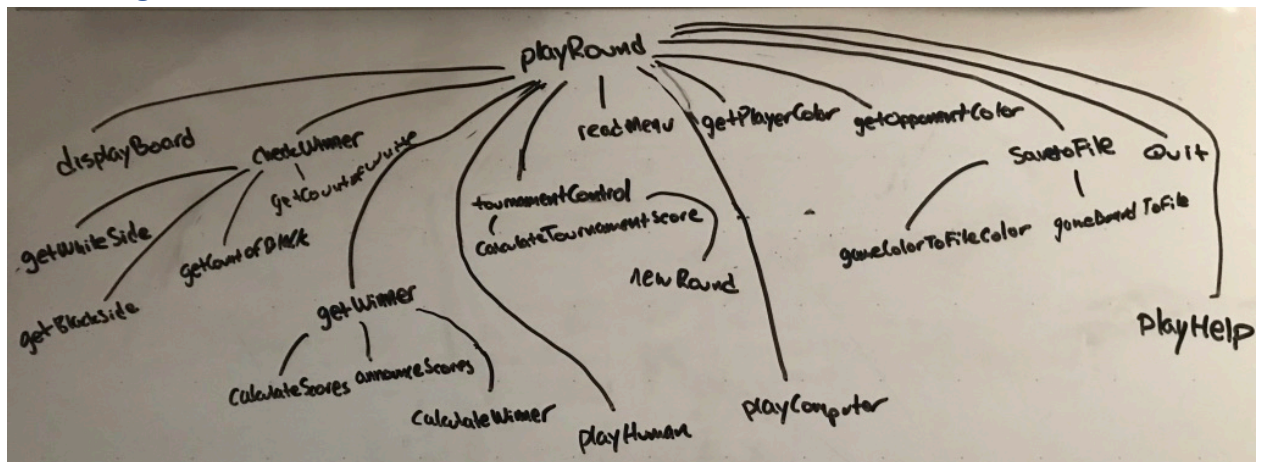 playRound
displayBoard
checkWinner
getCountofWhite
readMenu
getPlayerColor
getOpponentColor
SavetoFile
Quit
getWhiteSide
getCountofBlack
getBlackSide
tournamentControl
CalculateTournamentScore
newRound
gameColorToFileColor
gameBoardToFile
getWinner
CalculateScores
announceScores
CalculateWinner
playHuman
playComputer
PlayHelp